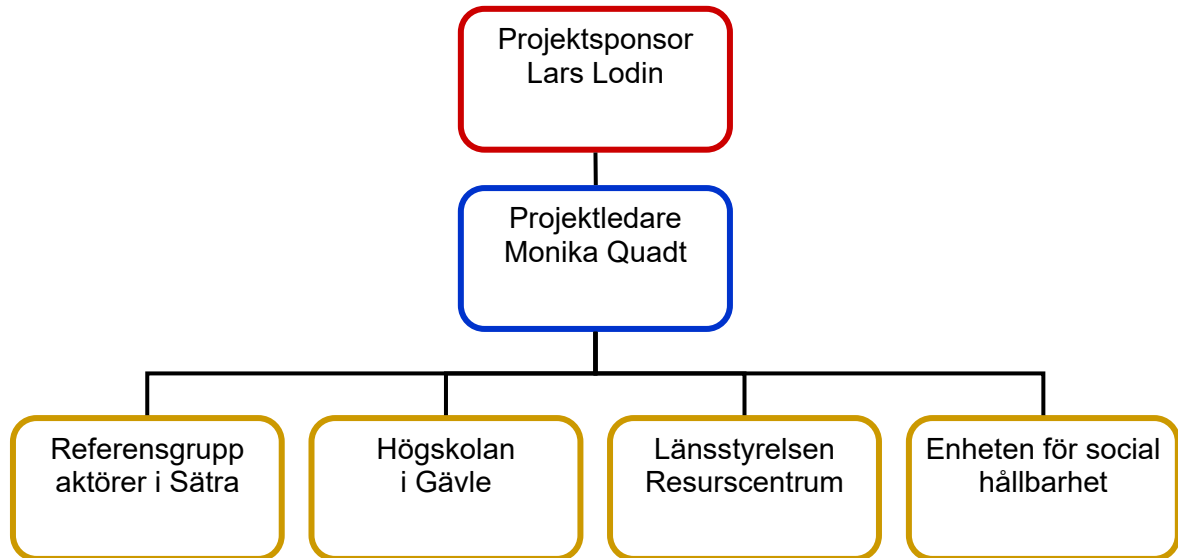 Projektsponsor
Lars Lodin
Projektledare
Monika Quadt
Referensgrupp
aktörer i Sätra
Högskolan
i Gävle
Länsstyrelsen
Resurscentrum
Enheten för social
hållbarhet